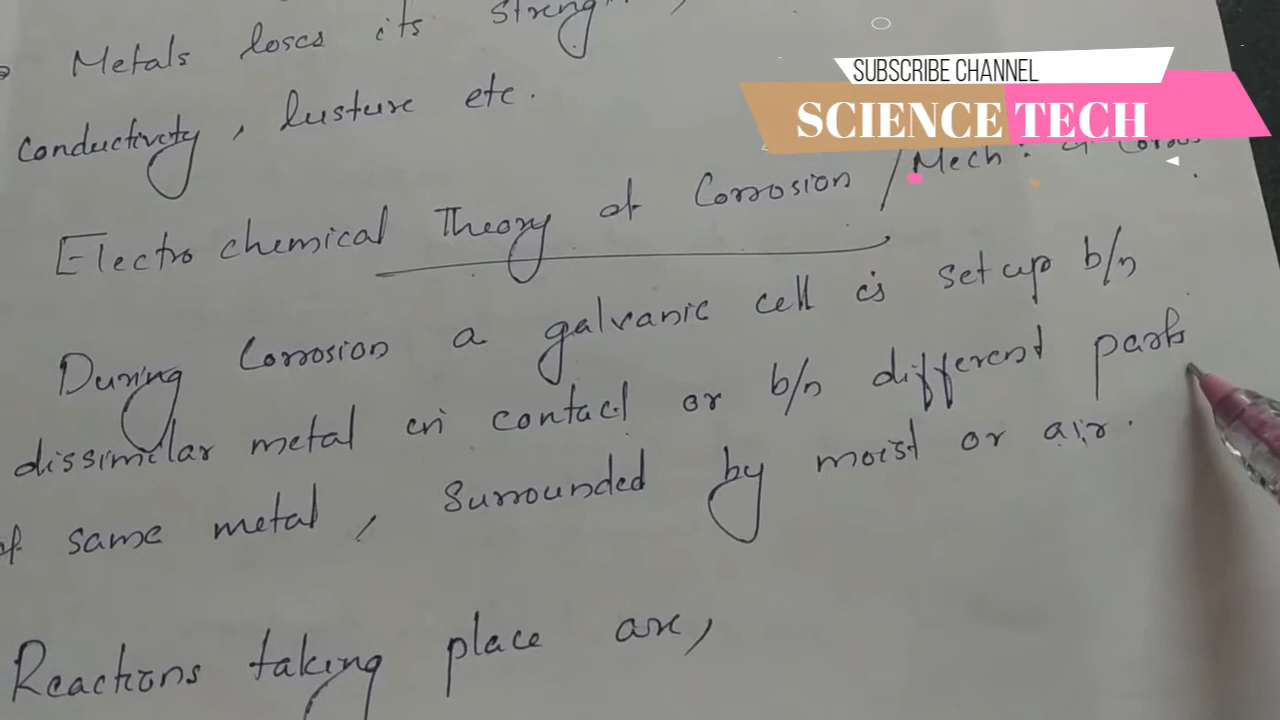 Metals loses its
conductivity, lusture etc.
SUBSCRIBE CHANNEL
SCIENCE TECH
Electro chemical Theory of Corrosion / Mech:
During Corrosion a galvanic cell is set up b/n
dissimilar metal in contact or b/n different parts
of same metal, Surrounded by moist or air.
Reactions taking place are,